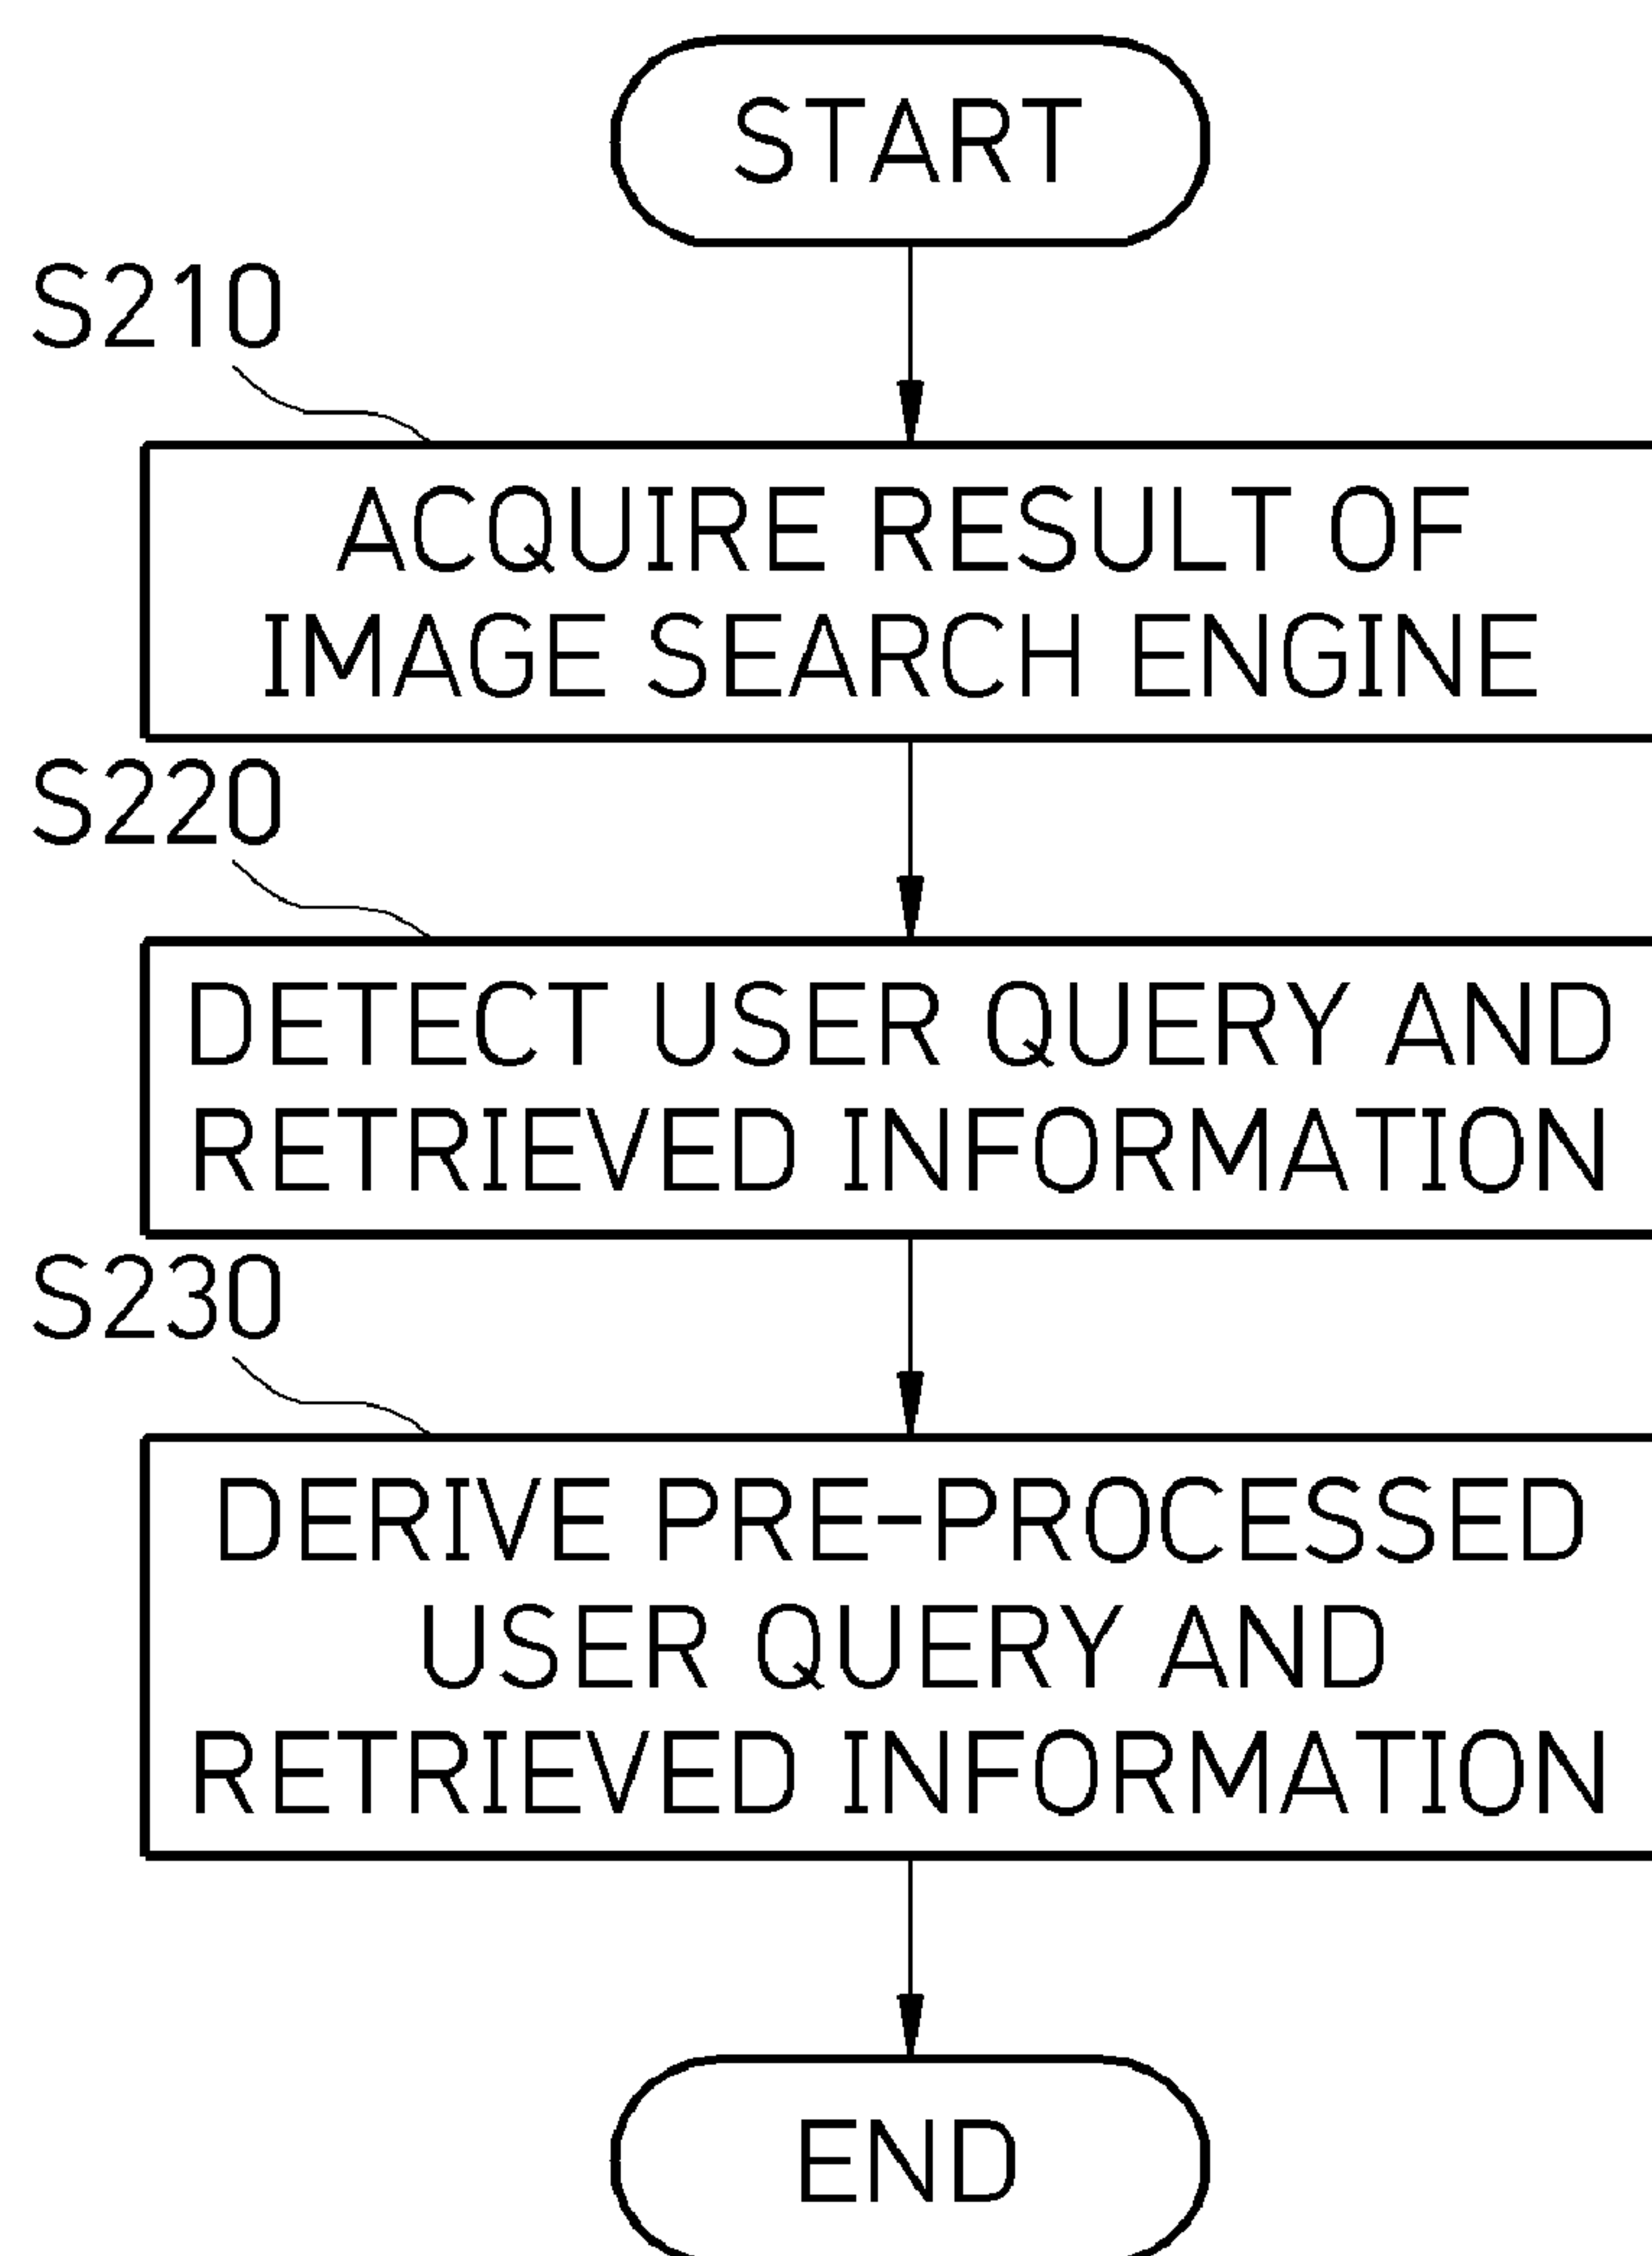 START
S210
ACQUIRE RESULT OF
IMAGE SEARCH ENGINE
S220
DETECT USER QUERY AND
RETRIEVED INFORMATION
S230
DERIVE PRE-PROCESSED
USER QUERY AND
RETRIEVED INFORMATION
END